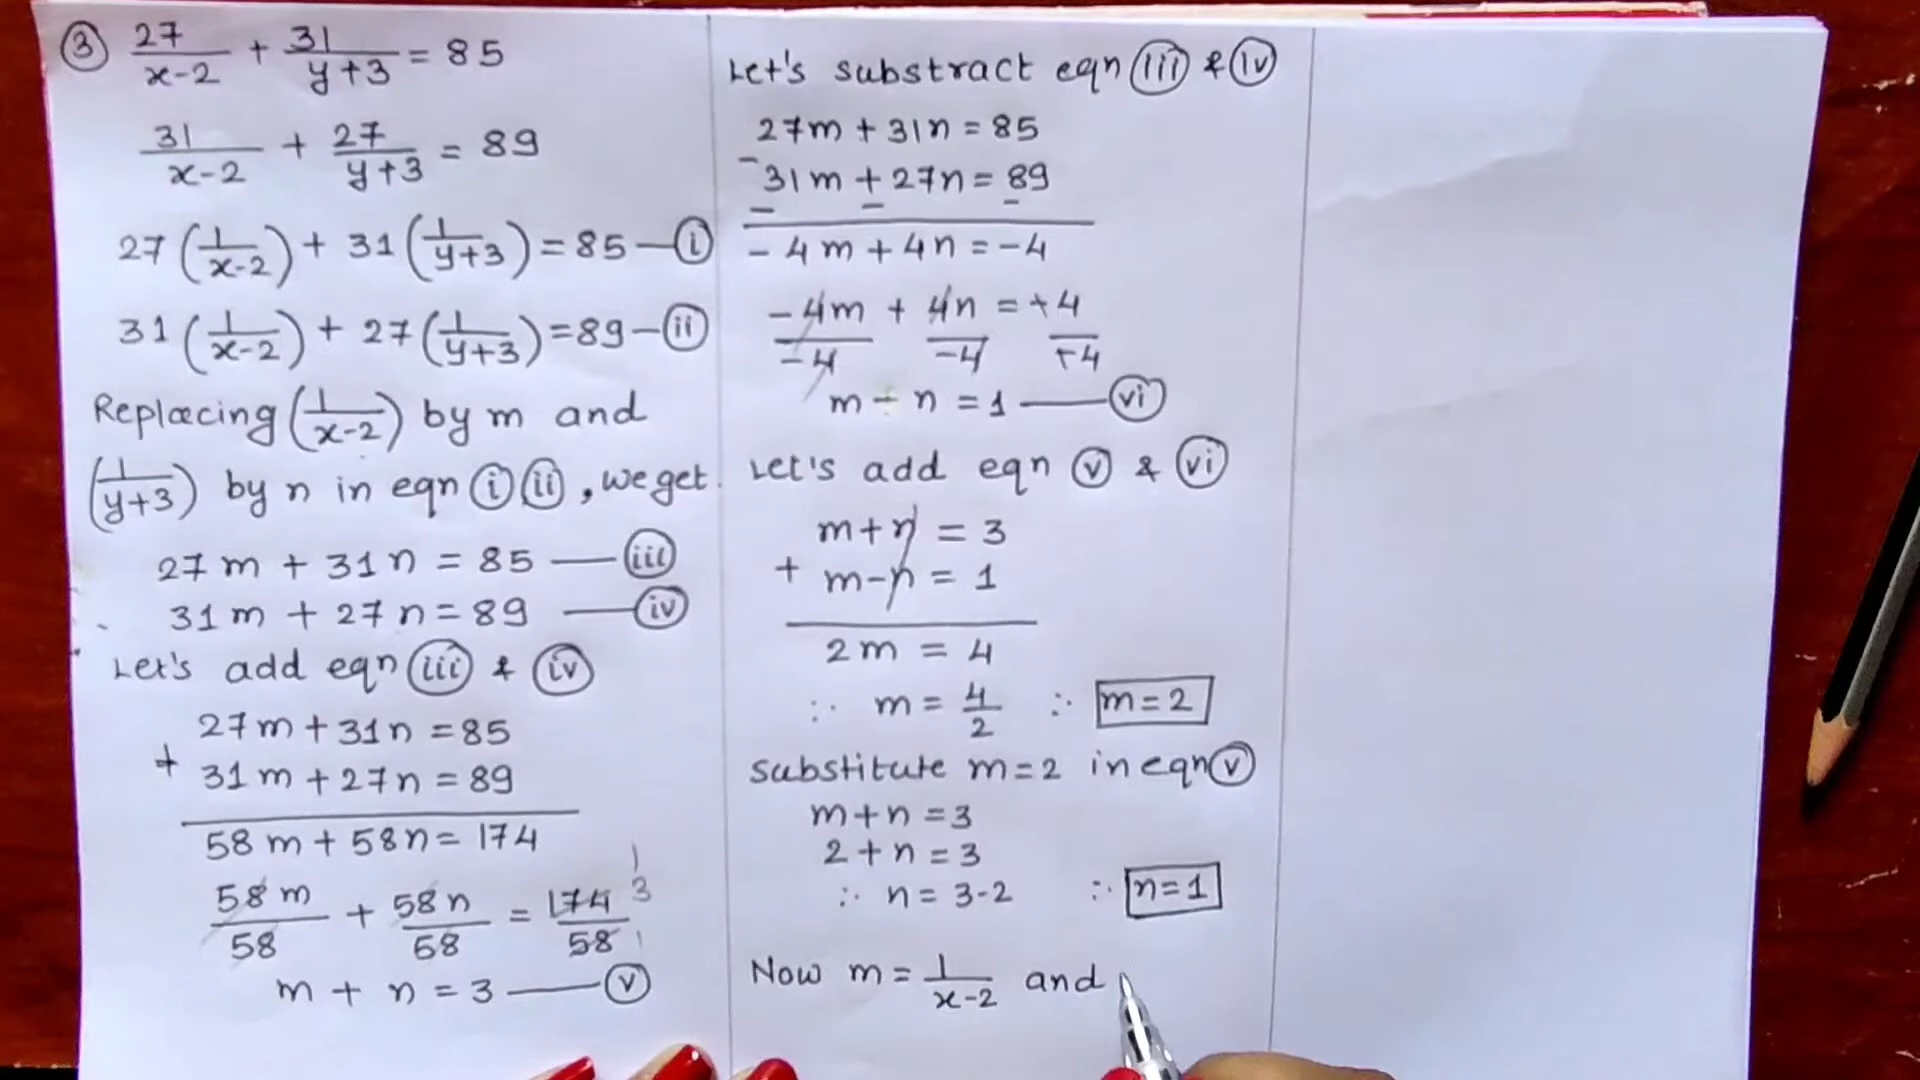 ③ 27/(x-2) + 31/(y+3) = 85
31/(x-2) + 27/(y+3) = 89
27(1/(x-2)) + 31(1/(y+3)) = 85 — ⓘ
31(1/(x-2)) + 27(1/(y+3)) = 89 — (ii)
Replacing (1/(x-2)) by m and
(1/(y+3)) by n in eqn (i) (ii), we get.
27m + 31n = 85 — (iii)
31m + 27n = 89 — (iv)
Let's add eqn (iii) & (iv)
27m + 31n = 85
+ 31m + 27n = 89
58m + 58n = 174
58m/58 + 58n/58 = 174/58 1 3 1
m + n = 3 — (v)
Let's substract eqn (iii) & (iv)
27m + 31n = 85
- 31m + 27n = 89
- - -
-4m + 4n = -4
-4m/-4 + 4n/-4 = +4/+4
m - n = 1 — (vi)
Let's add eqn (v) & (vi)
m + n = 3
+ m - n = 1
2m = 4
∴ m = 4/2 ∴ m = 2
substitute m = 2 in eqn (v)
m + n = 3
2 + n = 3
∴ n = 3-2 ∴ n = 1
Now m = 1/(x-2) and